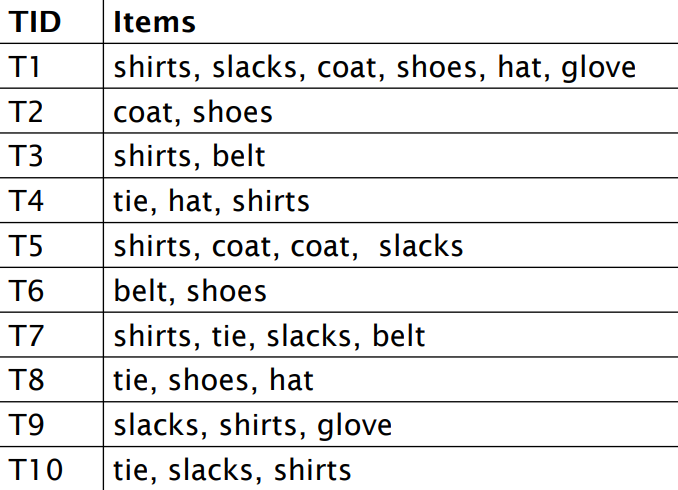 TID Items
T1 shirts, slacks, coat, shoes, hat, glove
T2 coat, shoes
T3 shirts, belt
T4 tie, hat, shirts
T5 shirts, coat, coat,  slacks
T6 belt, shoes
T7 shirts, tie, slacks, belt
T8 tie, shoes, hat
T9 slacks, shirts, glove
T10 tie, slacks, shirts